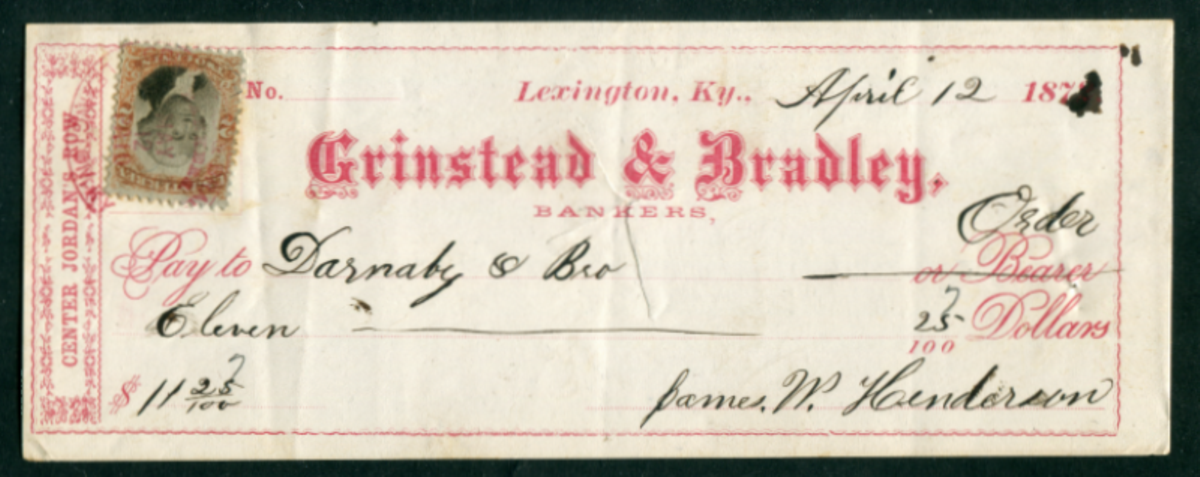 No. Lexington, Ky., April 12 187
Grinstead & Bradley,
BANKERS,
Order
Pay to Darnaby & Bro or Bearer
Eleven 25/100 Dollars
$ 11 25/100 James. W. Henderson
CENTER JORDAN'S ROW